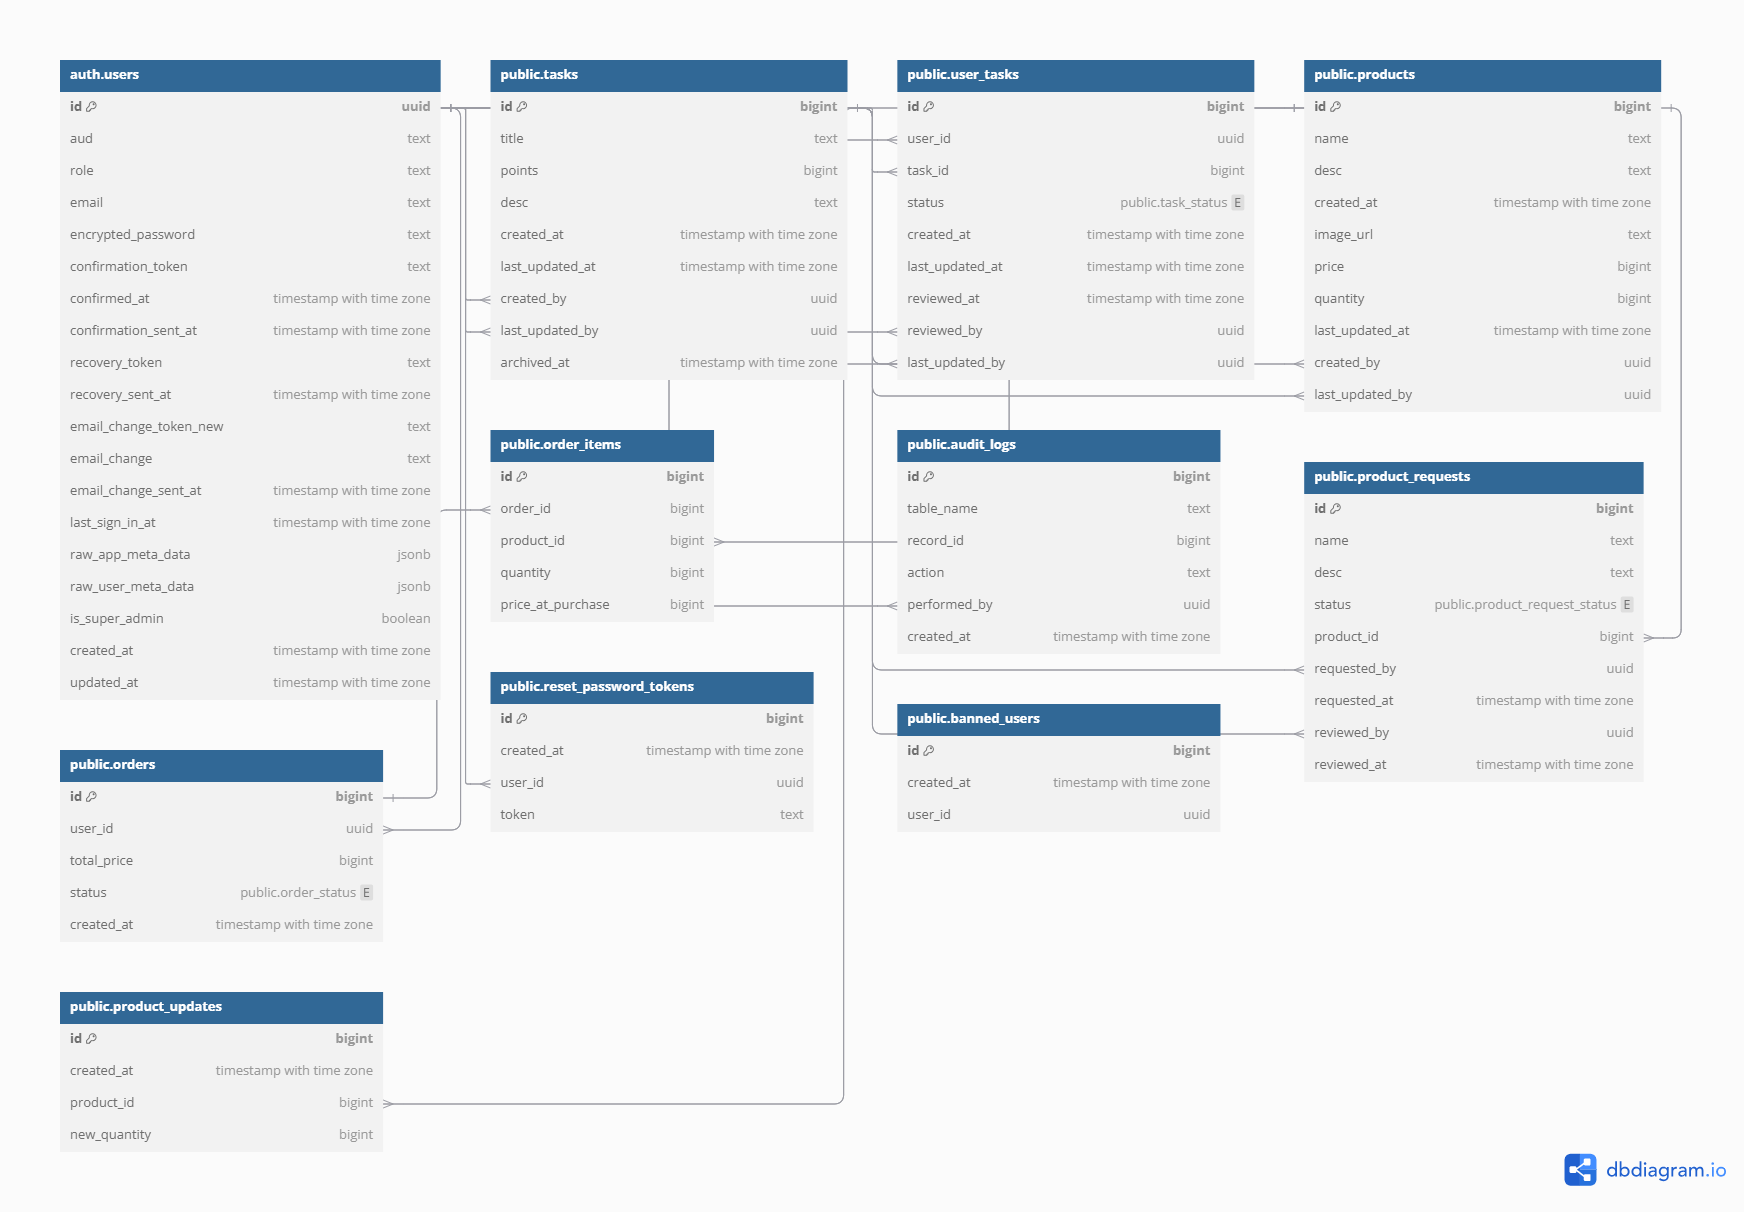 auth.users
id uuid
aud text
role text
email text
encrypted_password text
confirmation_token text
confirmed_at timestamp with time zone
confirmation_sent_at timestamp with time zone
recovery_token text
recovery_sent_at timestamp with time zone
email_change_token_new text
email_change text
email_change_sent_at timestamp with time zone
last_sign_in_at timestamp with time zone
raw_app_meta_data jsonb
raw_user_meta_data jsonb
is_super_admin boolean
created_at timestamp with time zone
updated_at timestamp with time zone
public.orders
id bigint
user_id uuid
total_price bigint
status public.order_status E
created_at timestamp with time zone
public.product_updates
id bigint
created_at timestamp with time zone
product_id bigint
new_quantity bigint
public.tasks
id bigint
title text
points bigint
desc text
created_at timestamp with time zone
last_updated_at timestamp with time zone
created_by uuid
last_updated_by uuid
archived_at timestamp with time zone
public.order_items
id bigint
order_id bigint
product_id bigint
quantity bigint
price_at_purchase bigint
public.reset_password_tokens
id bigint
created_at timestamp with time zone
user_id uuid
token text
public.user_tasks
id bigint
user_id uuid
task_id bigint
status public.task_status E
created_at timestamp with time zone
last_updated_at timestamp with time zone
reviewed_at timestamp with time zone
reviewed_by uuid
last_updated_by uuid
public.audit_logs
id bigint
table_name text
record_id bigint
action text
performed_by uuid
created_at timestamp with time zone
public.banned_users
id bigint
created_at timestamp with time zone
user_id uuid
public.products
id bigint
name text
desc text
created_at timestamp with time zone
image_url text
price bigint
quantity bigint
last_updated_at timestamp with time zone
created_by uuid
last_updated_by uuid
public.product_requests
id bigint
name text
desc text
status public.product_request_status E
product_id bigint
requested_by uuid
requested_at timestamp with time zone
reviewed_by uuid
reviewed_at timestamp with time zone
dbdiagram.io